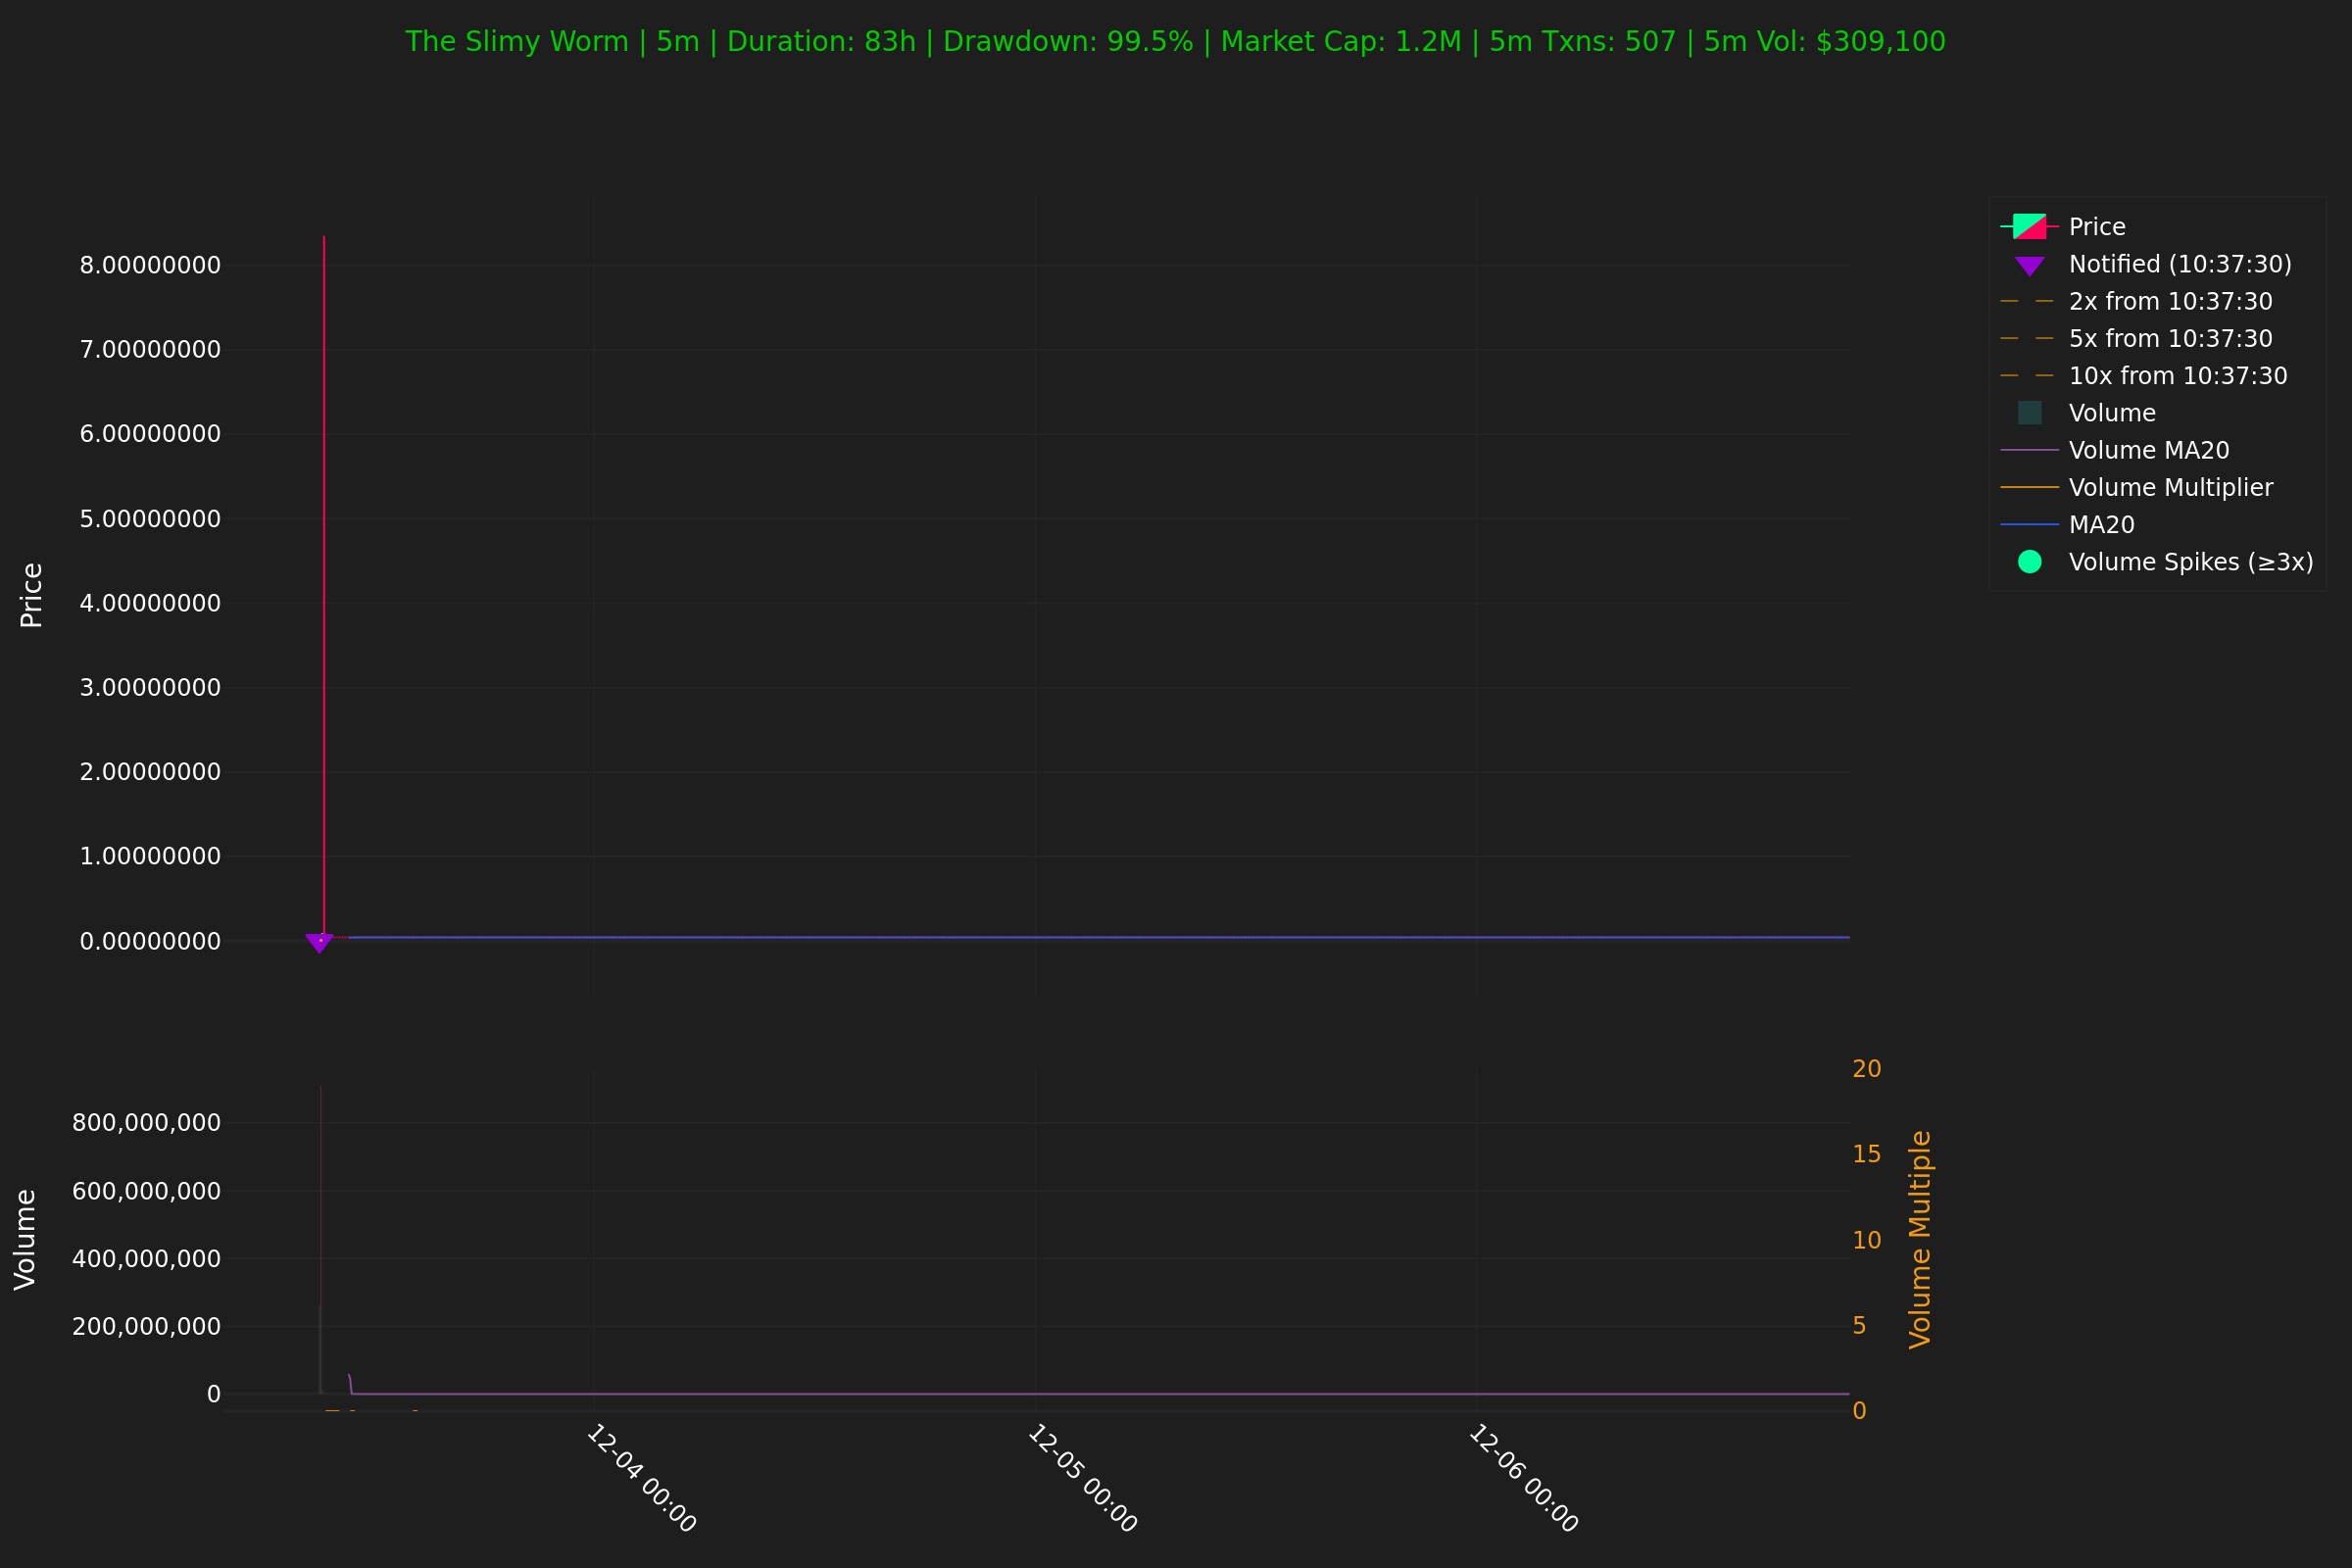 The Slimy Worm | 5m | Duration: 83h | Drawdown: 99.5% | Market Cap: 1.2M | 5m Txns: 507 | 5m Vol: $309,100
Price
8.00000000
7.00000000
6.00000000
5.00000000
4.00000000
3.00000000
2.00000000
1.00000000
0.00000000
Price
Notified (10:37:30)
2x from 10:37:30
5x from 10:37:30
10x from 10:37:30
Volume
Volume MA20
Volume Multiplier
MA20
Volume Spikes (≥3x)
Volume
800,000,000
600,000,000
400,000,000
200,000,000
0
20
15
10
5
0
Volume Multiple
12-04 00:00
12-05 00:00
12-06 00:00